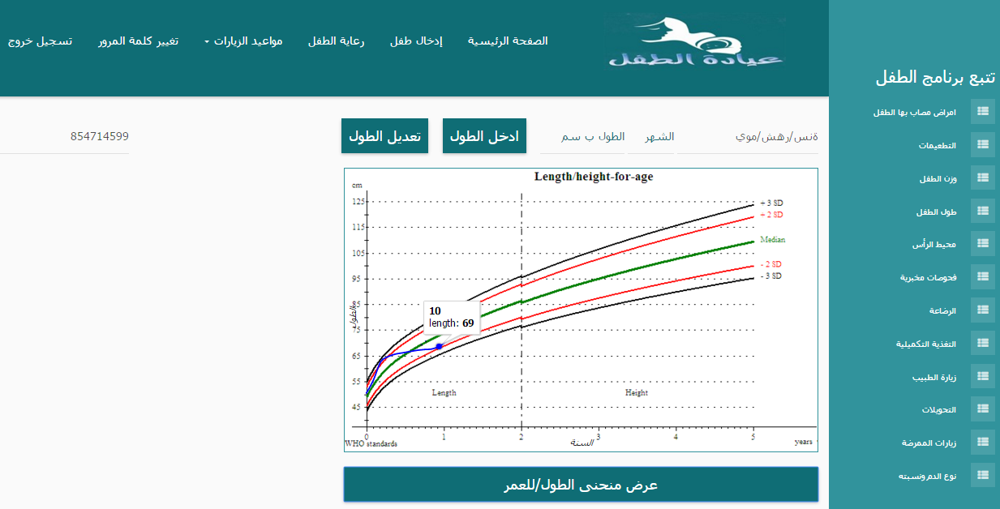 عيادة الطفل
الصفحة الرئيسية
إدخال طفل
رعاية الطفل
مواعيد الزيارات
تغيير كلمة المرور
تسجيل خروج
تتبع برنامج الطفل
امراض مصاب بها الطفل
التطعيمات
وزن الطفل
طول الطفل
محيط الرأس
فحوصات مخبرية
الرضاعة
التغذية التكميلية
زيارة الطبيب
التحويلات
زيارات الممرضة
نوع الدم ونسبته
ةنس/رهش/موي
الشهر
الطول ب سم
ادخل الطول
تعديل الطول
854714599
Length/height-for-age
cm
125
115
105
95
85
75
65
55
45
+ 3 SD
+ 2 SD
Median
- 2 SD
- 3 SD
الطول
10
length: 69
Length
Height
0
1
2
3
4
5
WHO standards
السنة
years
عرض منحنى الطول/للعمر